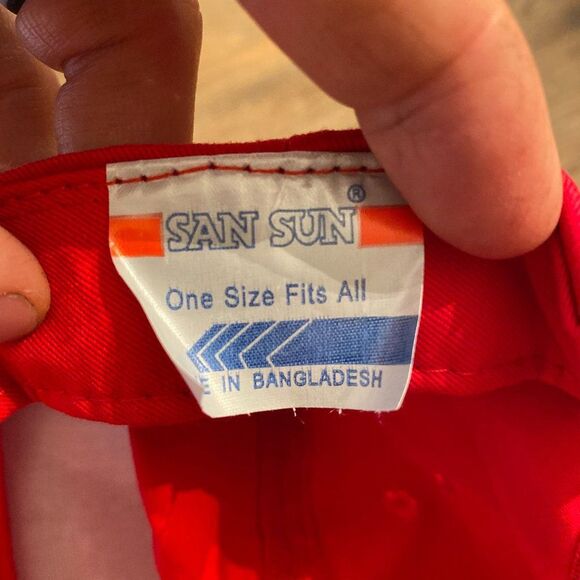 SAN SUN®
One Size Fits All
E IN BANGLADESH